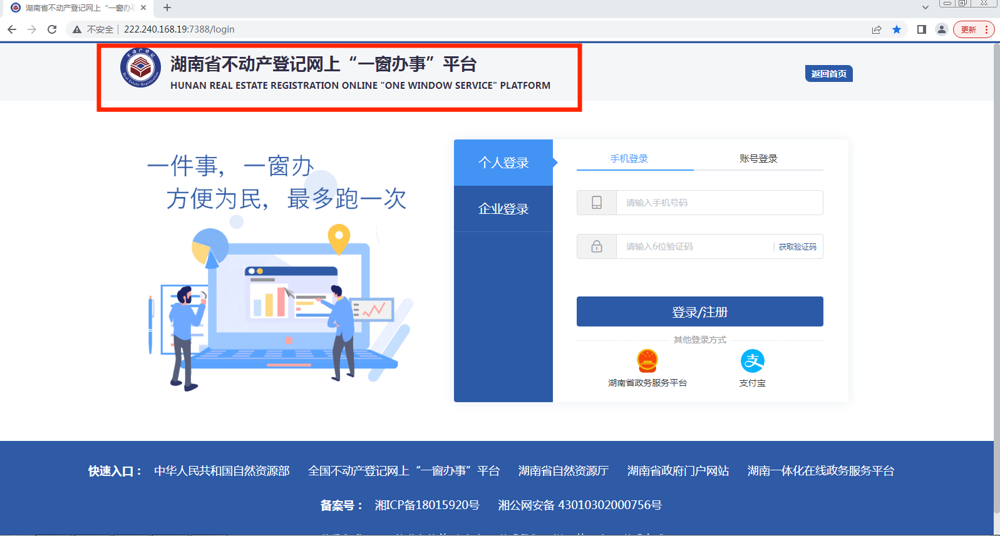 湖南省不动产登记网上“一窗办事
不安全 222.240.168.19:7388/login
更新
不动产登记
Real Estate Registration
湖南省不动产登记网上“一窗办事”平台
HUNAN REAL ESTATE REGISTRATION ONLINE "ONE WINDOW SERVICE" PLATFORM
返回首页
一件事，一窗办
方便为民，最多跑一次
个人登录
企业登录
手机登录 账号登录
请输入手机号码
请输入6位验证码 获取验证码
登录/注册
其他登录方式
湖南省政务服务平台 支付宝
快速入口： 中华人民共和国自然资源部 全国不动产登记网上“一窗办事”平台 湖南省自然资源厅 湖南省政府门户网站 湖南一体化在线政务服务平台
备案号： 湘ICP备18015920号 湘公网安备 43010302000756号